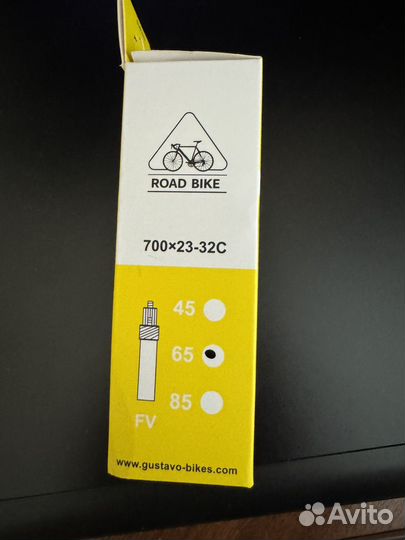 ROAD BIKE
700×23-32C
45
65
85
FV
www.gustavo-bikes.com
Avito